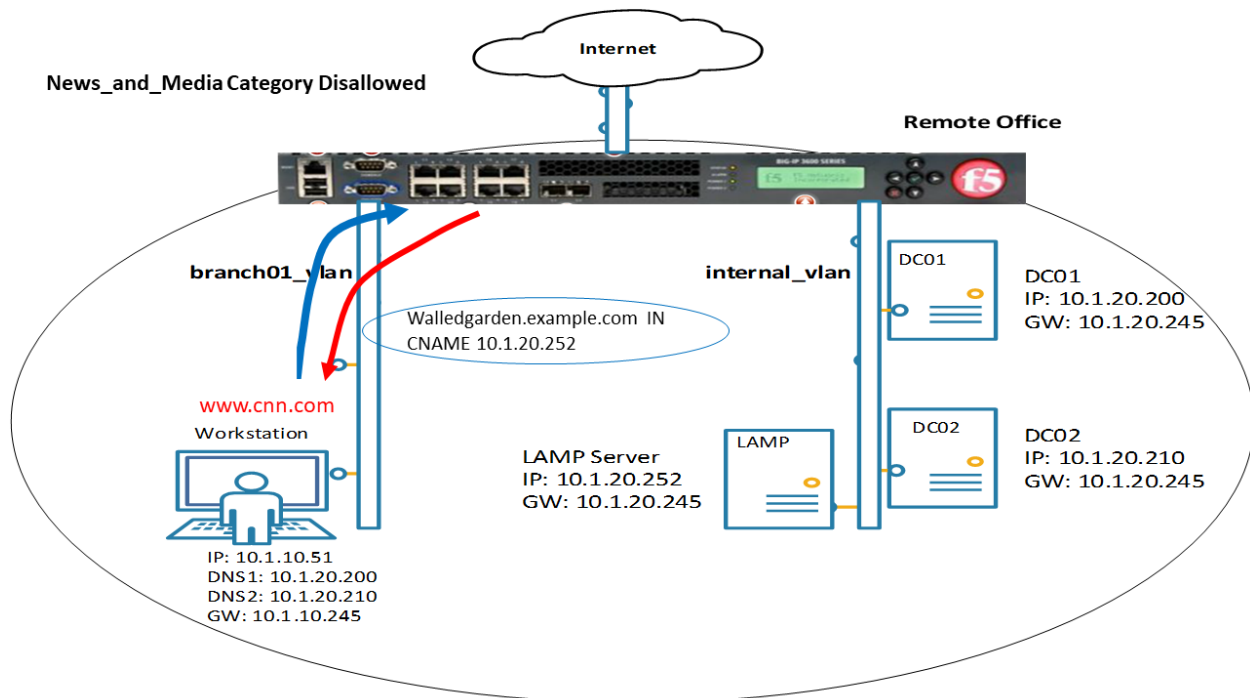 Internet
News_and_Media Category Disallowed
Remote Office
BIG-IP 3600 SERIES
f5
f5
branch01_vlan
internal_vlan
Walledgarden.example.com IN
CNAME 10.1.20.252
DC01
DC01
IP: 10.1.20.200
GW: 10.1.20.245
www.cnn.com
Workstation
IP: 10.1.10.51
DNS1: 10.1.20.200
DNS2: 10.1.20.210
GW: 10.1.10.245
LAMP Server
IP: 10.1.20.252
GW: 10.1.20.245
LAMP
DC02
DC02
IP: 10.1.20.210
GW: 10.1.20.245